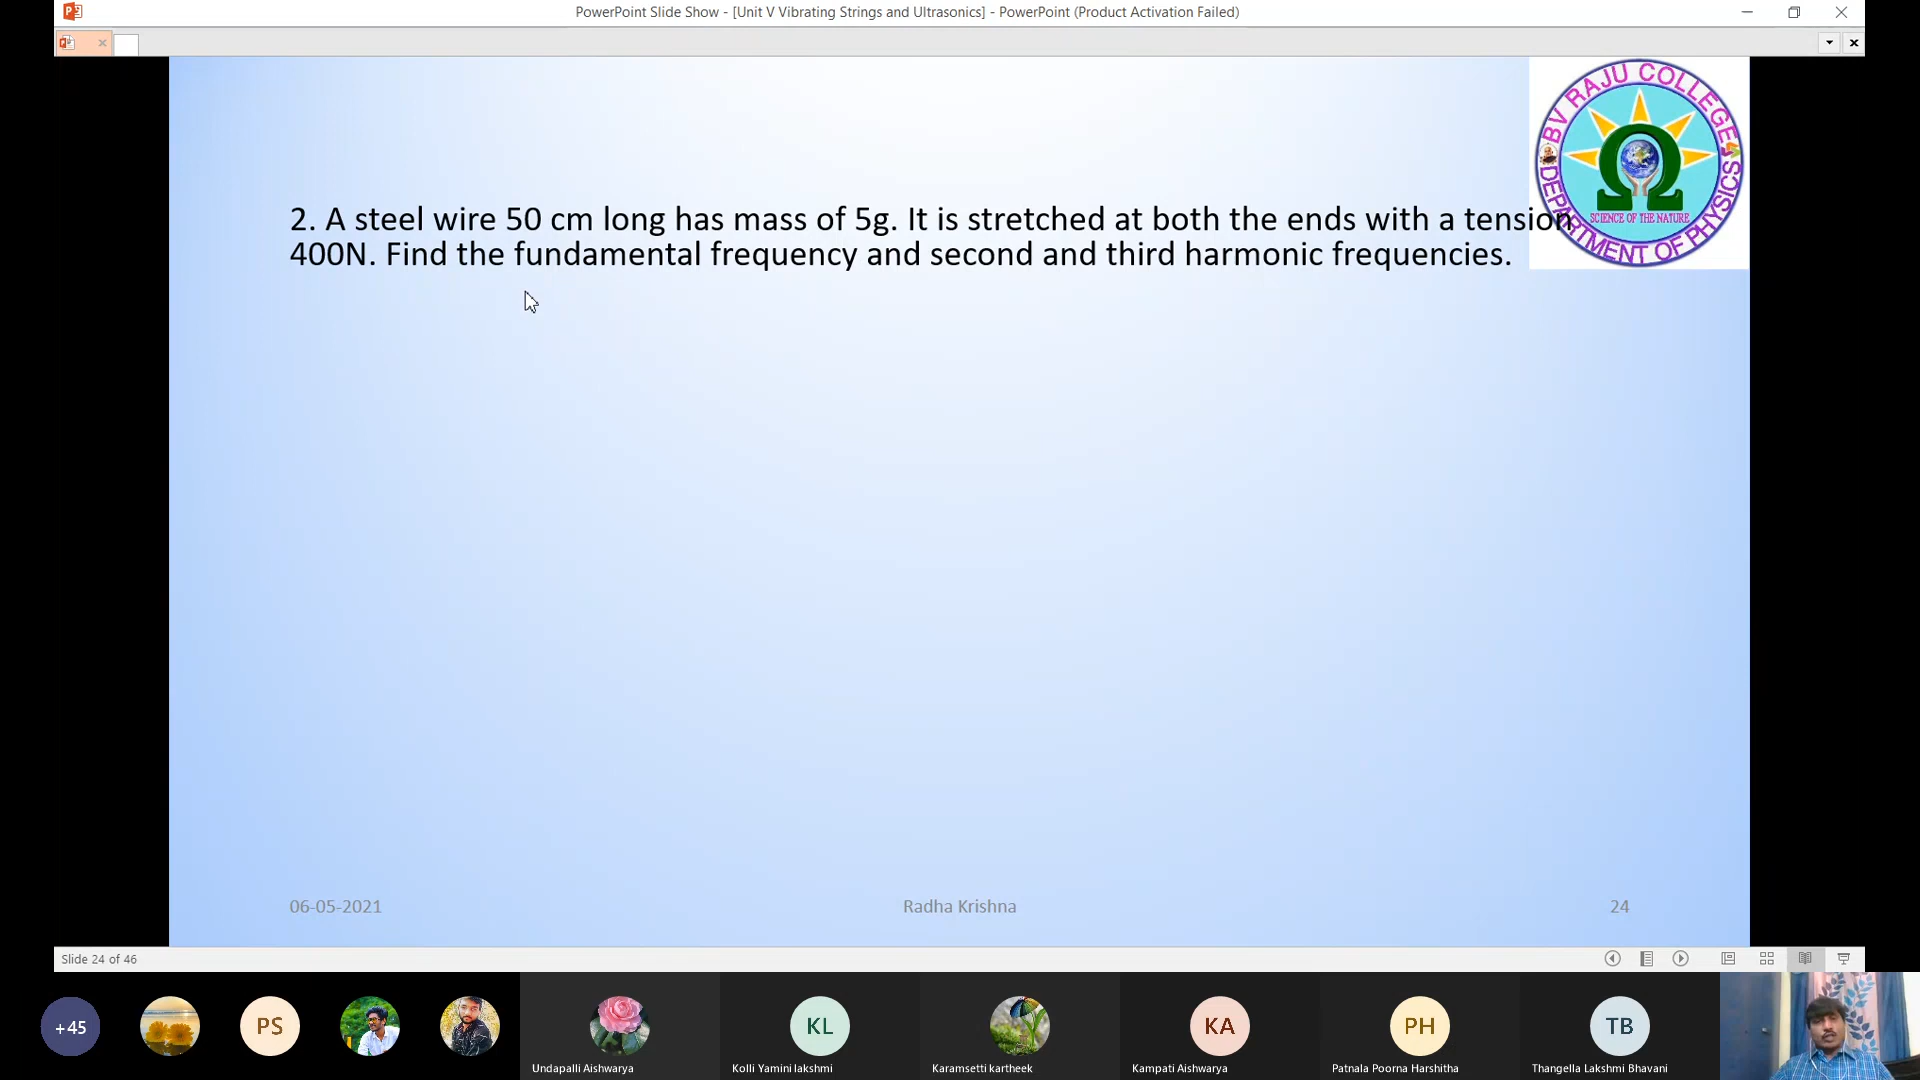 PowerPoint Slide Show - [Unit V Vibrating Strings and Ultrasonics] - PowerPoint (Product Activation Failed)
BV RAJU COLLEGE
SCIENCE OF THE NATURE
DEPARTMENT OF PHYSICS
2. A steel wire 50 cm long has mass of 5g. It is stretched at both the ends with a tension
400N. Find the fundamental frequency and second and third harmonic frequencies.
06-05-2021
Radha Krishna
24
Slide 24 of 46
+45
PS
KL
KA
PH
TB
Undapalli Aishwarya
Kolli Yamini lakshmi
Karamsetti kartheek
Kampati Aishwarya
Patnala Poorna Harshitha
Thangella Lakshmi Bhavani